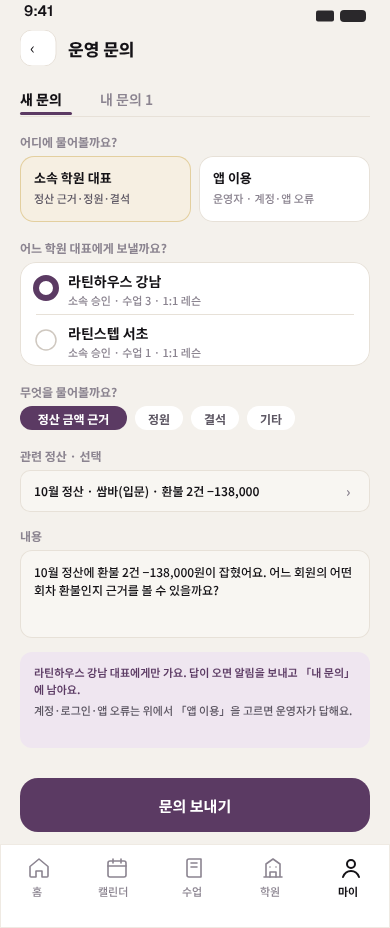 9:41
‹ 운영 문의
새 문의 내 문의 1
어디에 물어볼까요?
소속 학원 대표
정산 근거·정원·결석
앱 이용
운영자 · 계정·앱 오류
어느 학원 대표에게 보낼까요?
라틴하우스 강남
소속 승인 · 수업 3 · 1:1 레슨
라틴스텝 서초
소속 승인 · 수업 1 · 1:1 레슨
무엇을 물어볼까요?
정산 금액 근거 정원 결석 기타
관련 정산 · 선택
10월 정산 · 쌈바(입문) · 환불 2건 −138,000 ›
내용
10월 정산에 환불 2건 −138,000원이 잡혔어요. 어느 회원의 어떤
회차 환불인지 근거를 볼 수 있을까요?
라틴하우스 강남 대표에게만 가요. 답이 오면 알림을 보내고 「내 문의」
에 남아요.
계정·로그인·앱 오류는 위에서 「앱 이용」을 고르면 운영자가 답해요.
문의 보내기
홈 캘린더 수업 학원 마이